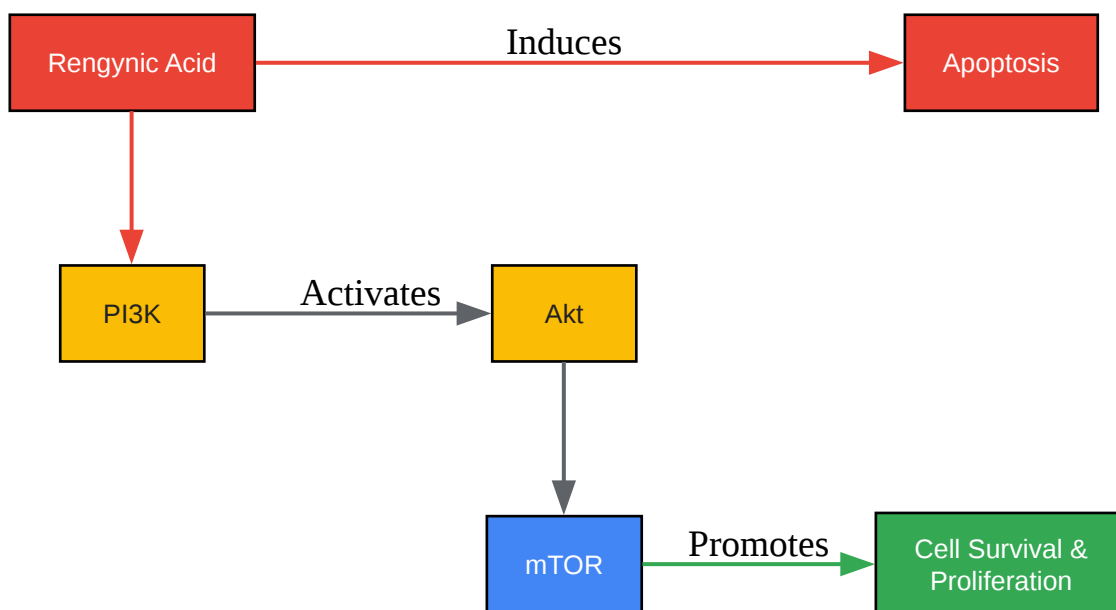 Rengynic Acid
Induces
Apoptosis
PI3K
Activates
Akt
mTOR
Promotes
Cell Survival &
Proliferation